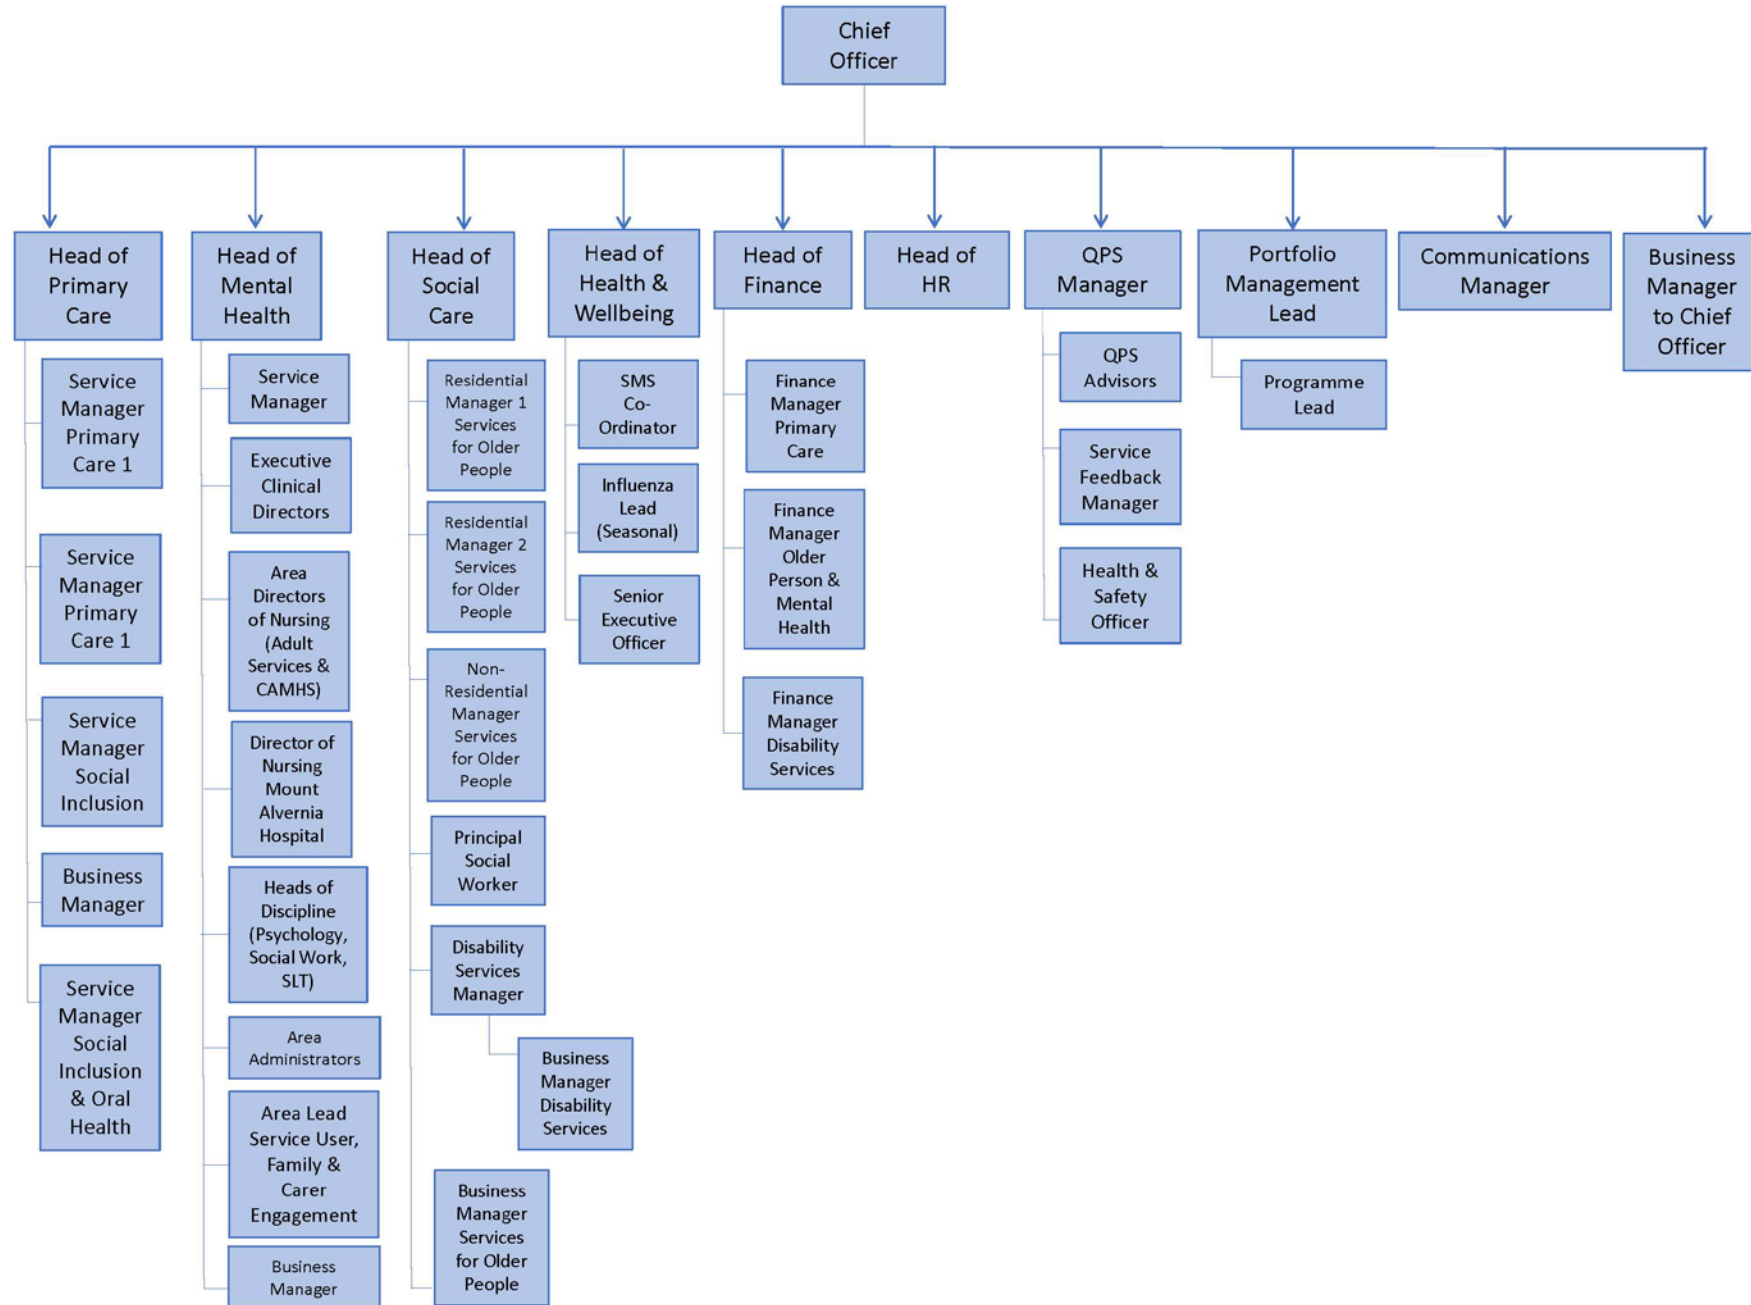 Chief
Officer
Head of
Primary
Care
Head of
Mental
Health
Head of
Social
Care
Head of
Health &
Wellbeing
Head of
Finance
Head of
HR
QPS
Manager
Portfolio
Management
Lead
Communications
Manager
Business
Manager
to Chief
Officer
Service
Manager
Primary
Care 1
Service
Manager
Primary
Care 1
Service
Manager
Social
Inclusion
Business
Manager
Service
Manager
Social
Inclusion
& Oral
Health
Service
Manager
Executive
Clinical
Directors
Area
Directors
of Nursing
(Adult
Services &
CAMHS)
Director of
Nursing
Mount
Alvernia
Hospital
Heads of
Discipline
(Psychology,
Social Work,
SLT)
Area
Administrators
Area Lead
Service User,
Family &
Carer
Engagement
Business
Manager
Residential
Manager 1
Services
for Older
People
Residential
Manager 2
Services
for Older
People
Non-
Residential
Manager
Services
for Older
People
Principal
Social
Worker
Disability
Services
Manager
Business
Manager
Disability
Services
Business
Manager
Services
for Older
People
SMS
Co-
Ordinator
Influenza
Lead
(Seasonal)
Senior
Executive
Officer
Finance
Manager
Primary
Care
Finance
Manager
Older
Person &
Mental
Health
Finance
Manager
Disability
Services
QPS
Advisors
Service
Feedback
Manager
Health &
Safety
Officer
Programme
Lead